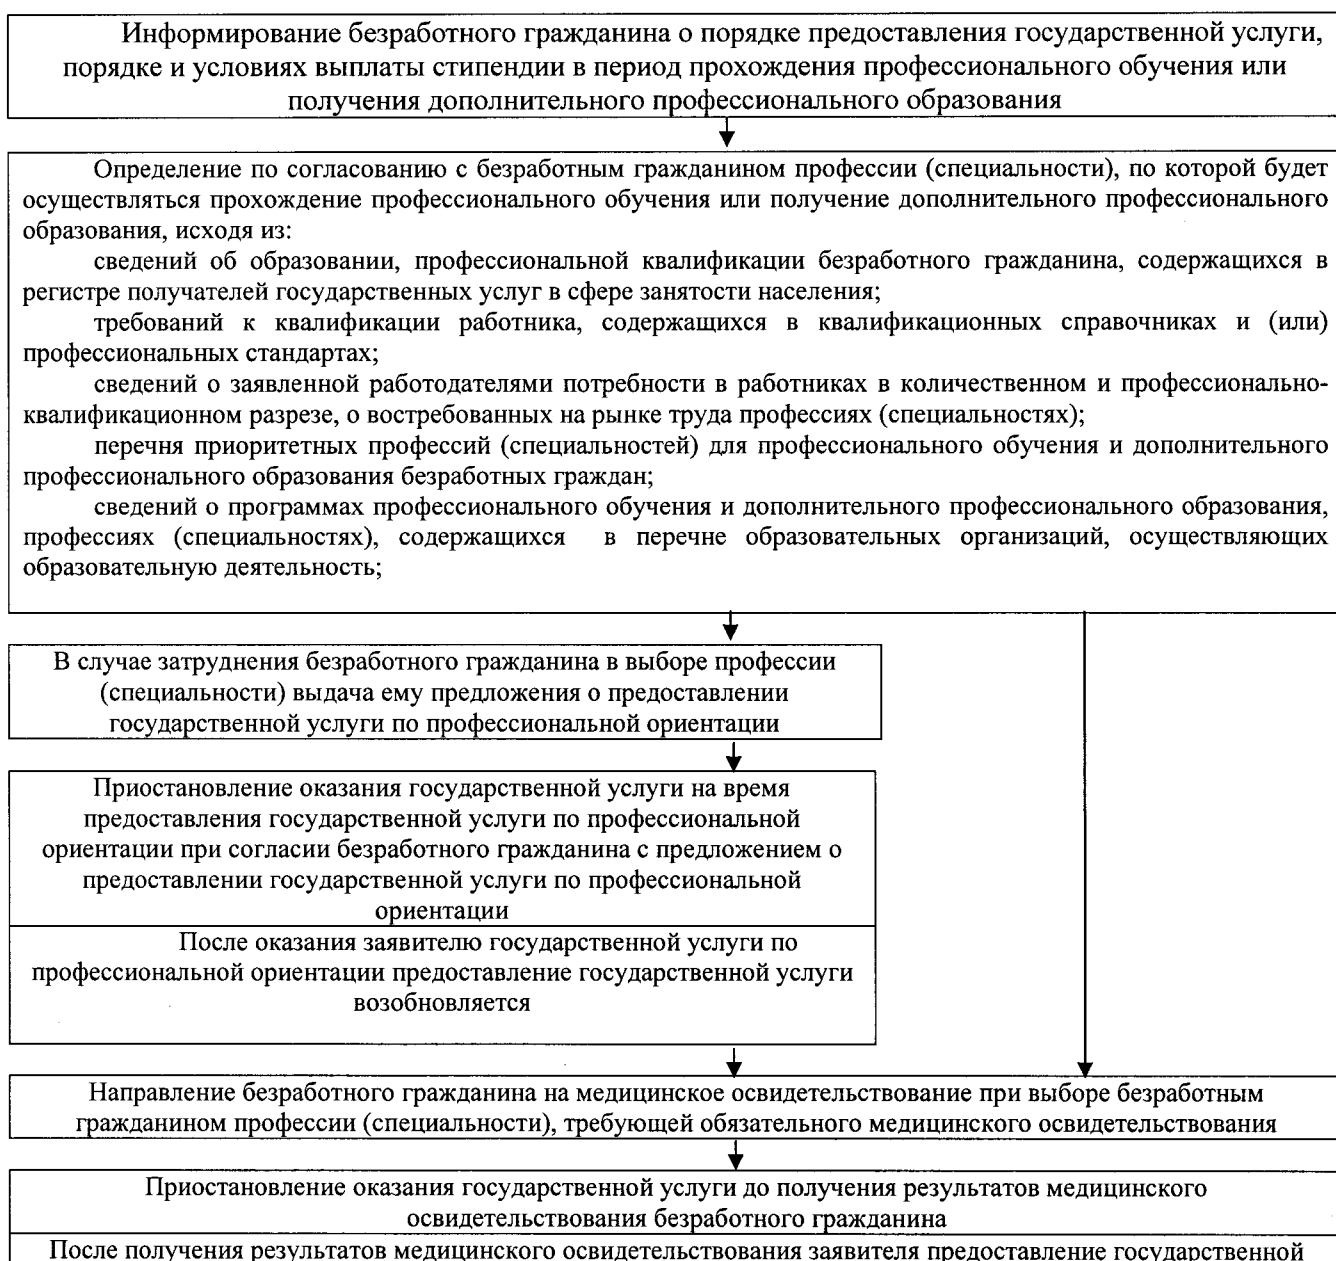 Информирование безработного гражданина о порядке предоставления государственной услуги,
порядке и условиях выплаты стипендии в период прохождения профессионального обучения или
получения дополнительного профессионального образования
Определение по согласованию с безработным гражданином профессии (специальности), по которой будет
осуществляться прохождение профессионального обучения или получение дополнительного профессионального
образования, исходя из:
сведений об образовании, профессиональной квалификации безработного гражданина, содержащихся в
регистре получателей государственных услуг в сфере занятости населения;
требований к квалификации работника, содержащихся в квалификационных справочниках и (или)
профессиональных стандартах;
сведений о заявленной работодателями потребности в работниках в количественном и профессионально-
квалификационном разрезе, о востребованных на рынке труда профессиях (специальностях);
перечня приоритетных профессий (специальностей) для профессионального обучения и дополнительного
профессионального образования безработных граждан;
сведений о программах профессионального обучения и дополнительного профессионального образования,
профессиях (специальностях), содержащихся в перечне образовательных организаций, осуществляющих
образовательную деятельность;
В случае затруднения безработного гражданина в выборе профессии
(специальности) выдача ему предложения о предоставлении
государственной услуги по профессиональной ориентации
Приостановление оказания государственной услуги на время
предоставления государственной услуги по профессиональной
ориентации при согласии безработного гражданина с предложением о
предоставлении государственной услуги по профессиональной
ориентации
После оказания заявителю государственной услуги по
профессиональной ориентации предоставление государственной услуги
возобновляется
Направление безработного гражданина на медицинское освидетельствование при выборе безработным
гражданином профессии (специальности), требующей обязательного медицинского освидетельствования
Приостановление оказания государственной услуги до получения результатов медицинского
освидетельствования безработного гражданина
После получения результатов медицинского освидетельствования заявителя предоставление государственной